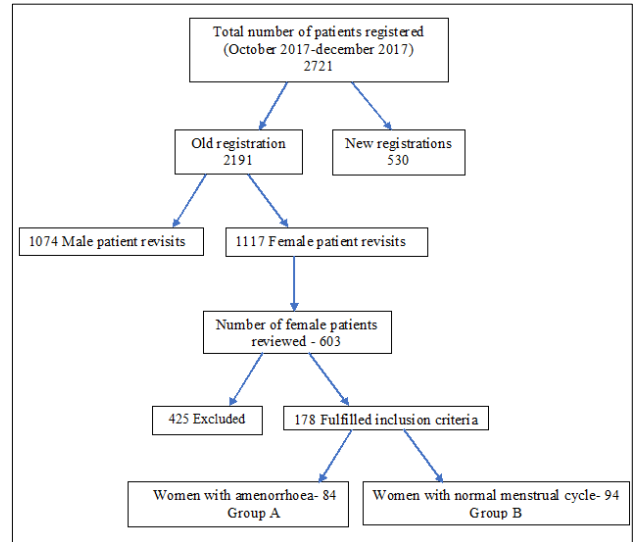 Total number of patients registered
(October 2017-december 2017)
2721
Old registration
2191
New registrations
530
1074 Male patient revisits
1117 Female patient revisits
Number of female patients
reviewed - 603
425 Excluded
178 Fulfilled inclusion criteria
Women with amenorrhoea- 84
Group A
Women with normal menstrual cycle- 94
Group B